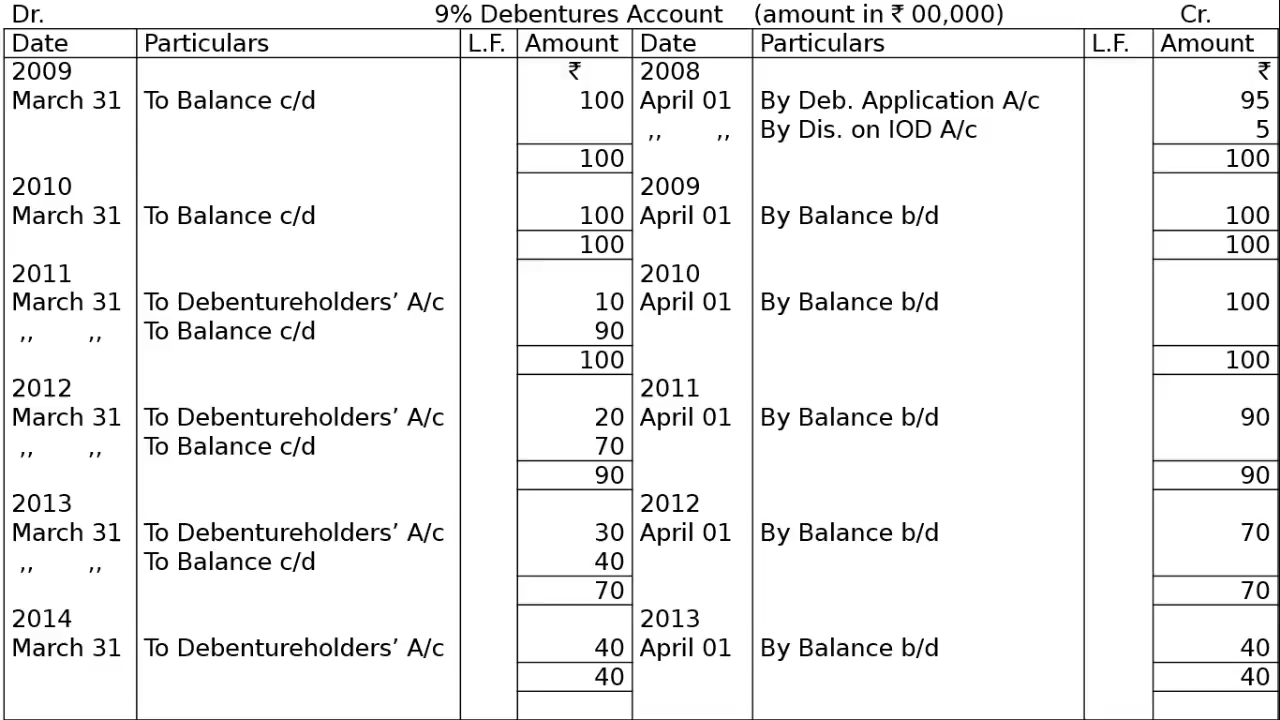 Dr. 9% Debentures Account (amount in ₹ 00,000) Cr.
Date Particulars L.F. Amount Date Particulars L.F. Amount
2009 ₹ 2008 ₹
March 31 To Balance c/d 100 April 01 By Deb. Application A/c 95
,, ,, By Dis. on IOD A/c 5
100 100
2010 2009
March 31 To Balance c/d 100 April 01 By Balance b/d 100
100 100
2011 2010
March 31 To Debentureholders’ A/c 10 April 01 By Balance b/d 100
,, ,, To Balance c/d 90
100 100
2012 2011
March 31 To Debentureholders’ A/c 20 April 01 By Balance b/d 90
,, ,, To Balance c/d 70
90 90
2013 2012
March 31 To Debentureholders’ A/c 30 April 01 By Balance b/d 70
,, ,, To Balance c/d 40
70 70
2014 2013
March 31 To Debentureholders’ A/c 40 April 01 By Balance b/d 40
40 40